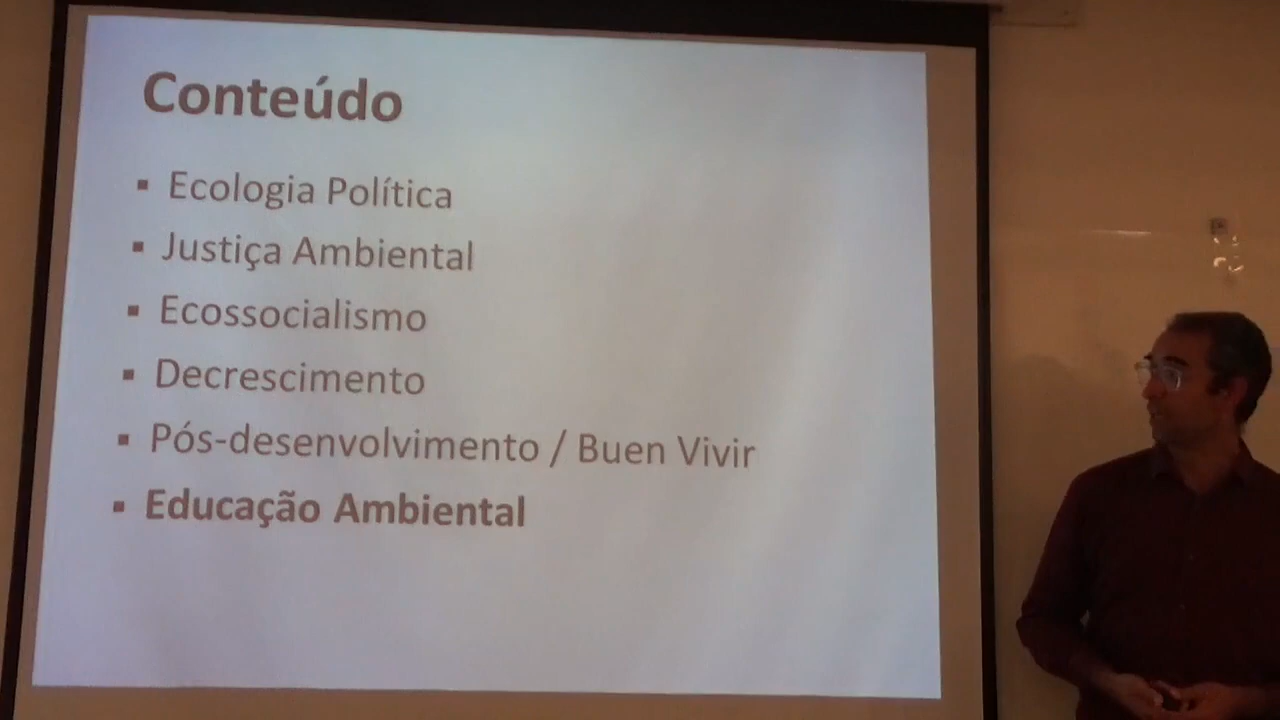 Conteúdo
▪ Ecologia Política
▪ Justiça Ambiental
▪ Ecossocialismo
▪ Decrescimento
▪ Pós-desenvolvimento / Buen Vivir
▪ Educação Ambiental